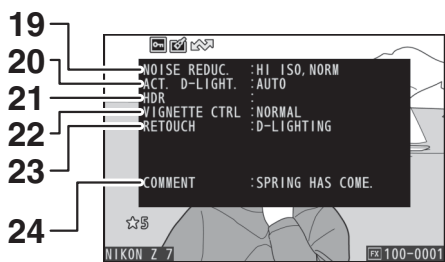 19
20
21
22
23
24
NOISE REDUC. :HI ISO,NORM
ACT. D-LIGHT. :AUTO
HDR :
VIGNETTE CTRL :NORMAL
RETOUCH :D-LIGHTING
COMMENT :SPRING HAS COME.
☆5
NIKON Z 7 FX 100-0001